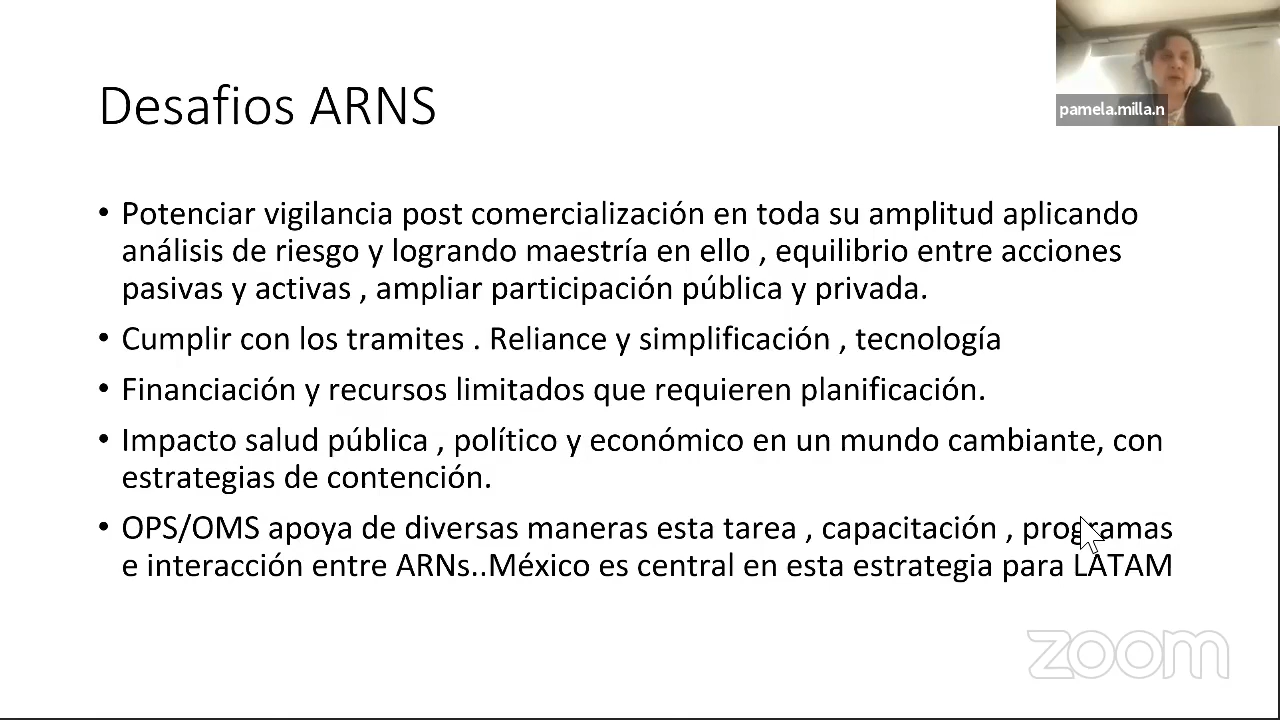 Desafios ARNS
pamela.milla.n
• Potenciar vigilancia post comercialización en toda su amplitud aplicando
análisis de riesgo y logrando maestría en ello , equilibrio entre acciones
pasivas y activas , ampliar participación pública y privada.
• Cumplir con los tramites . Reliance y simplificación , tecnología
• Financiación y recursos limitados que requieren planificación.
• Impacto salud pública , político y económico en un mundo cambiante, con
estrategias de contención.
• OPS/OMS apoya de diversas maneras esta tarea , capacitación , programas
e interacción entre ARNs..México es central en esta estrategia para LATAM
zoom